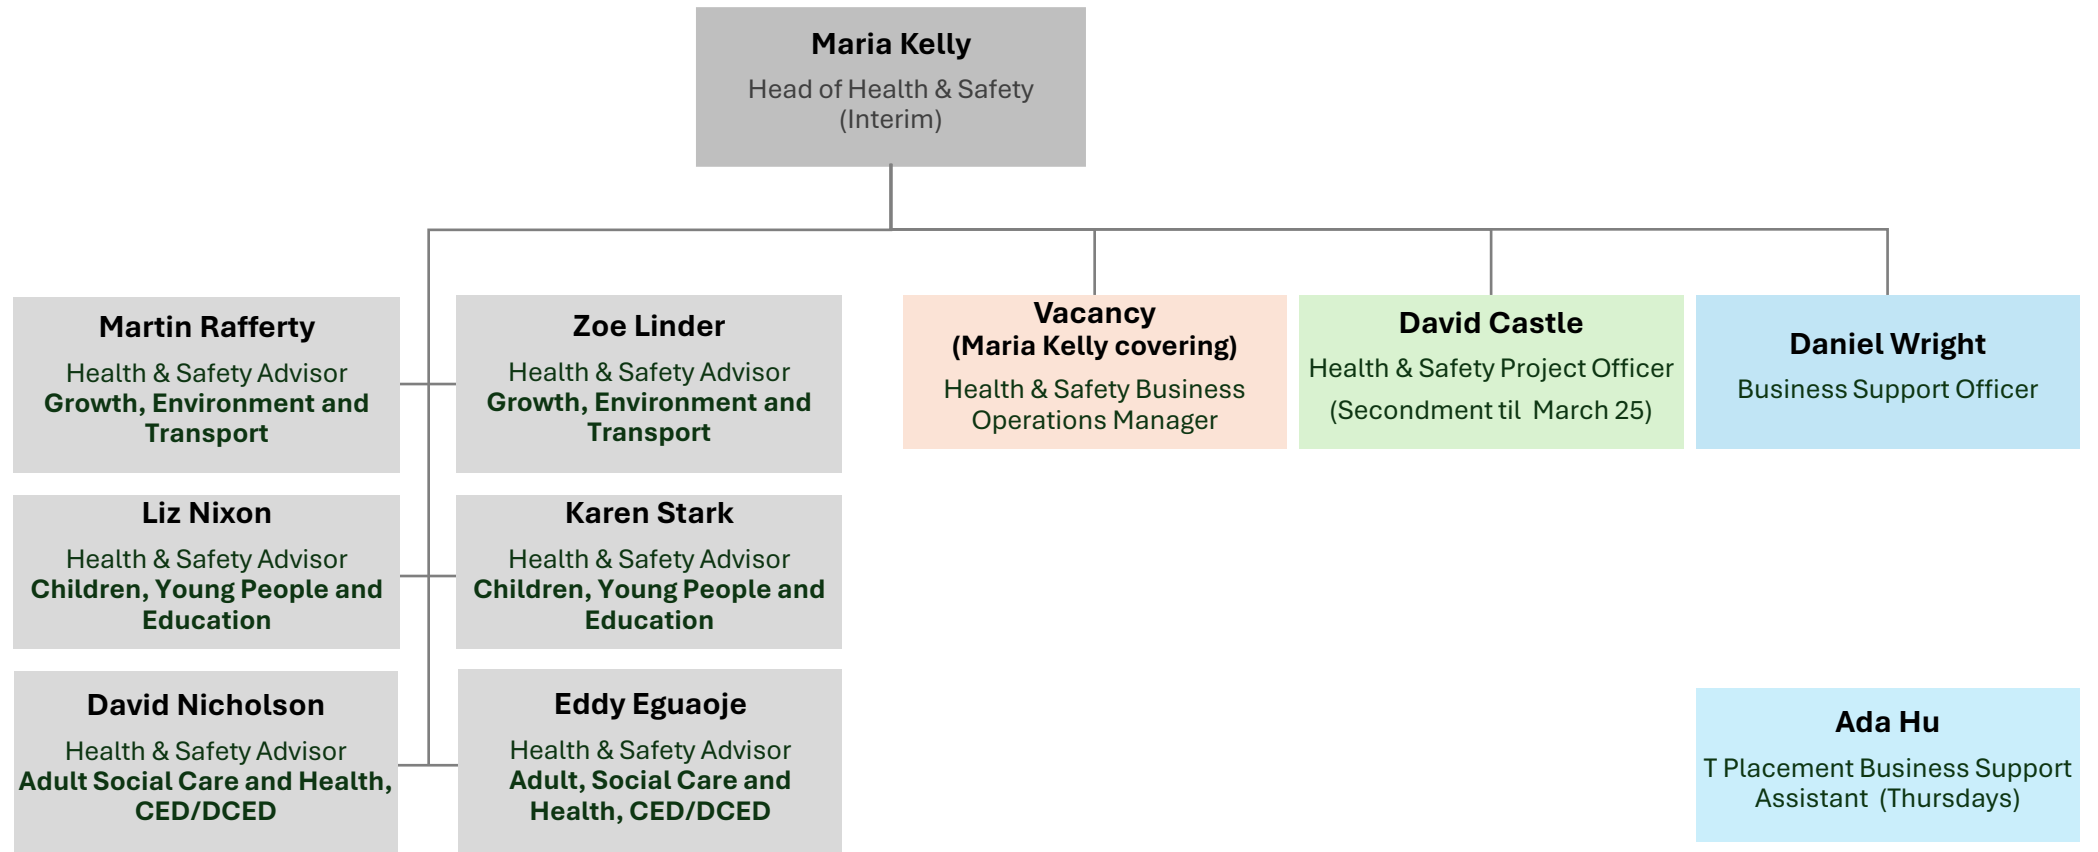 Maria Kelly
Head of Health & Safety
(Interim)
Martin Rafferty
Health & Safety Advisor
Growth, Environment and
Transport
Zoe Linder
Health & Safety Advisor
Growth, Environment and
Transport
Vacancy
(Maria Kelly covering)
Health & Safety Business
Operations Manager
David Castle
Health & Safety Project Officer
(Secondment til  March 25)
Daniel Wright
Business Support Officer
Liz Nixon
Health & Safety Advisor
Children, Young People and
Education
Karen Stark
Health & Safety Advisor
Children, Young People and
Education
David Nicholson
Health & Safety Advisor
Adult Social Care and Health,
CED/DCED
Eddy Eguaoje
Health & Safety Advisor
Adult, Social Care and
Health, CED/DCED
Ada Hu
T Placement Business Support
Assistant  (Thursdays)